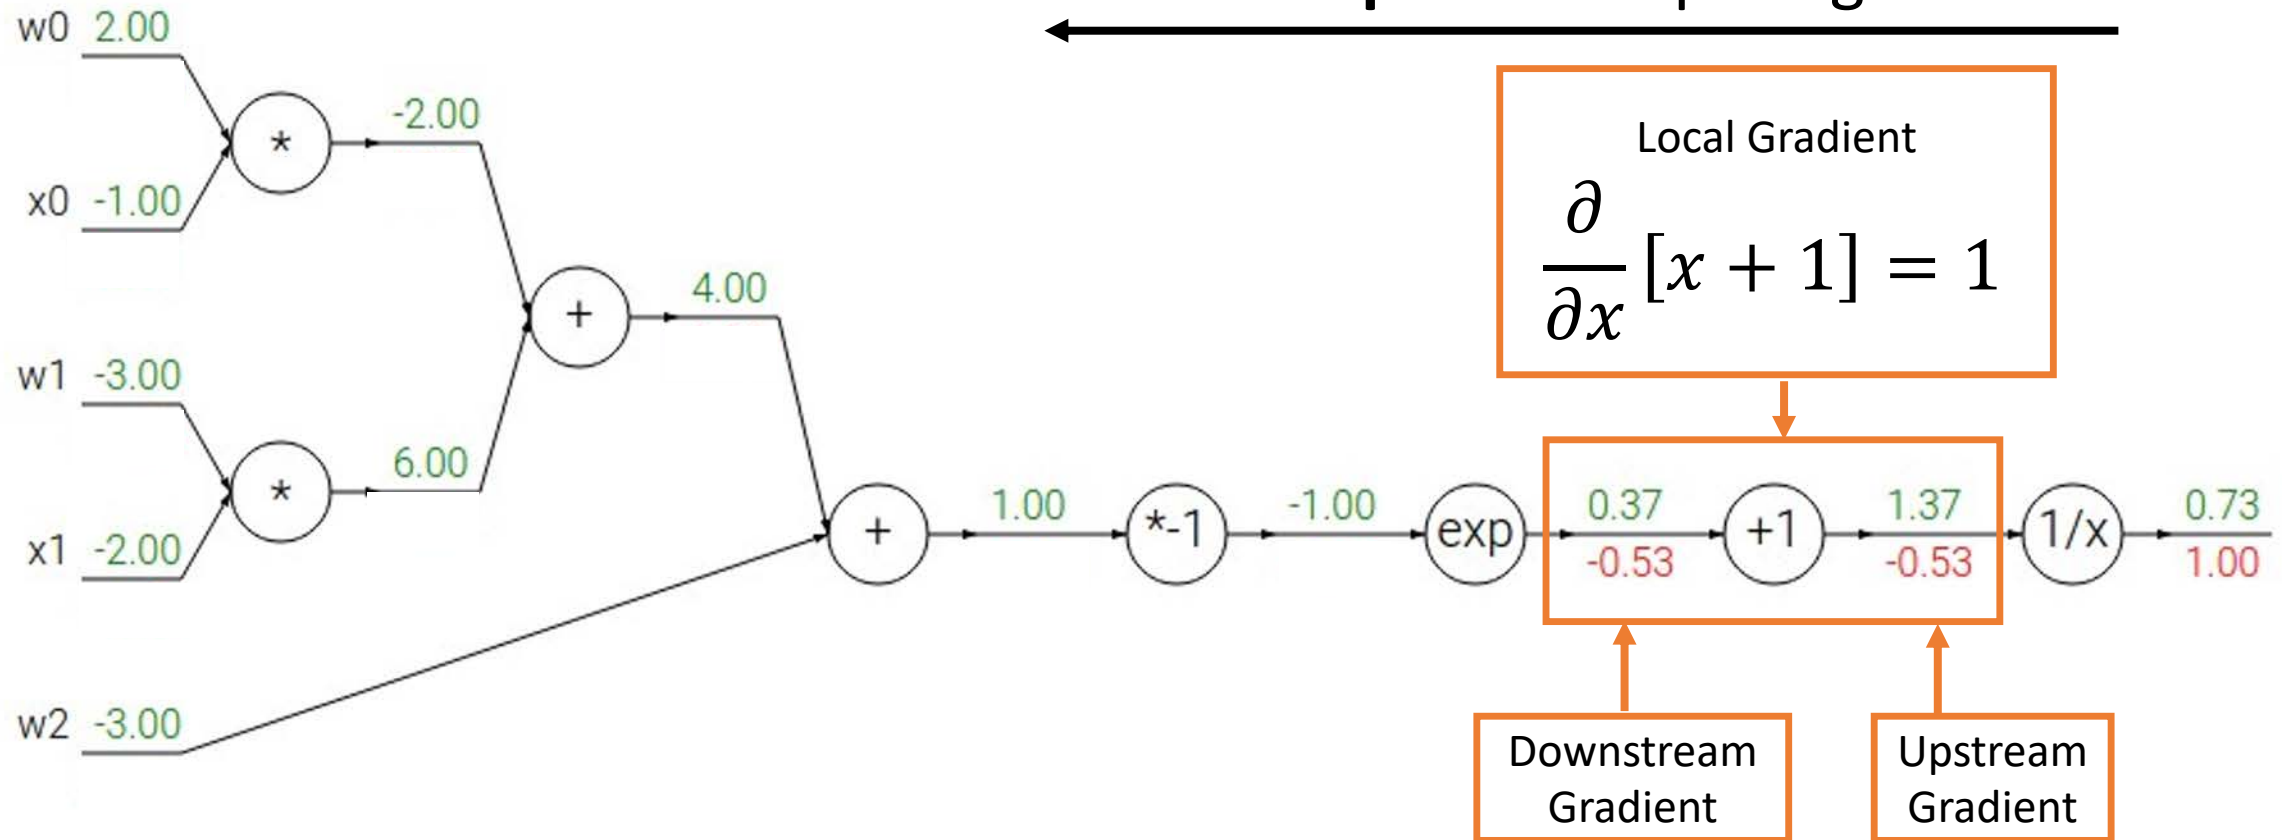 w0 2.00
-2.00
*
x0 -1.00
4.00
+
w1 -3.00
6.00
*
x1 -2.00
w2 -3.00
+
1.00
*-1
-1.00
exp
0.37
-0.53
+1
1.37
-0.53
1/x
0.73
1.00
Local Gradient
∂/∂x [x + 1] = 1
Downstream
Gradient
Upstream
Gradient